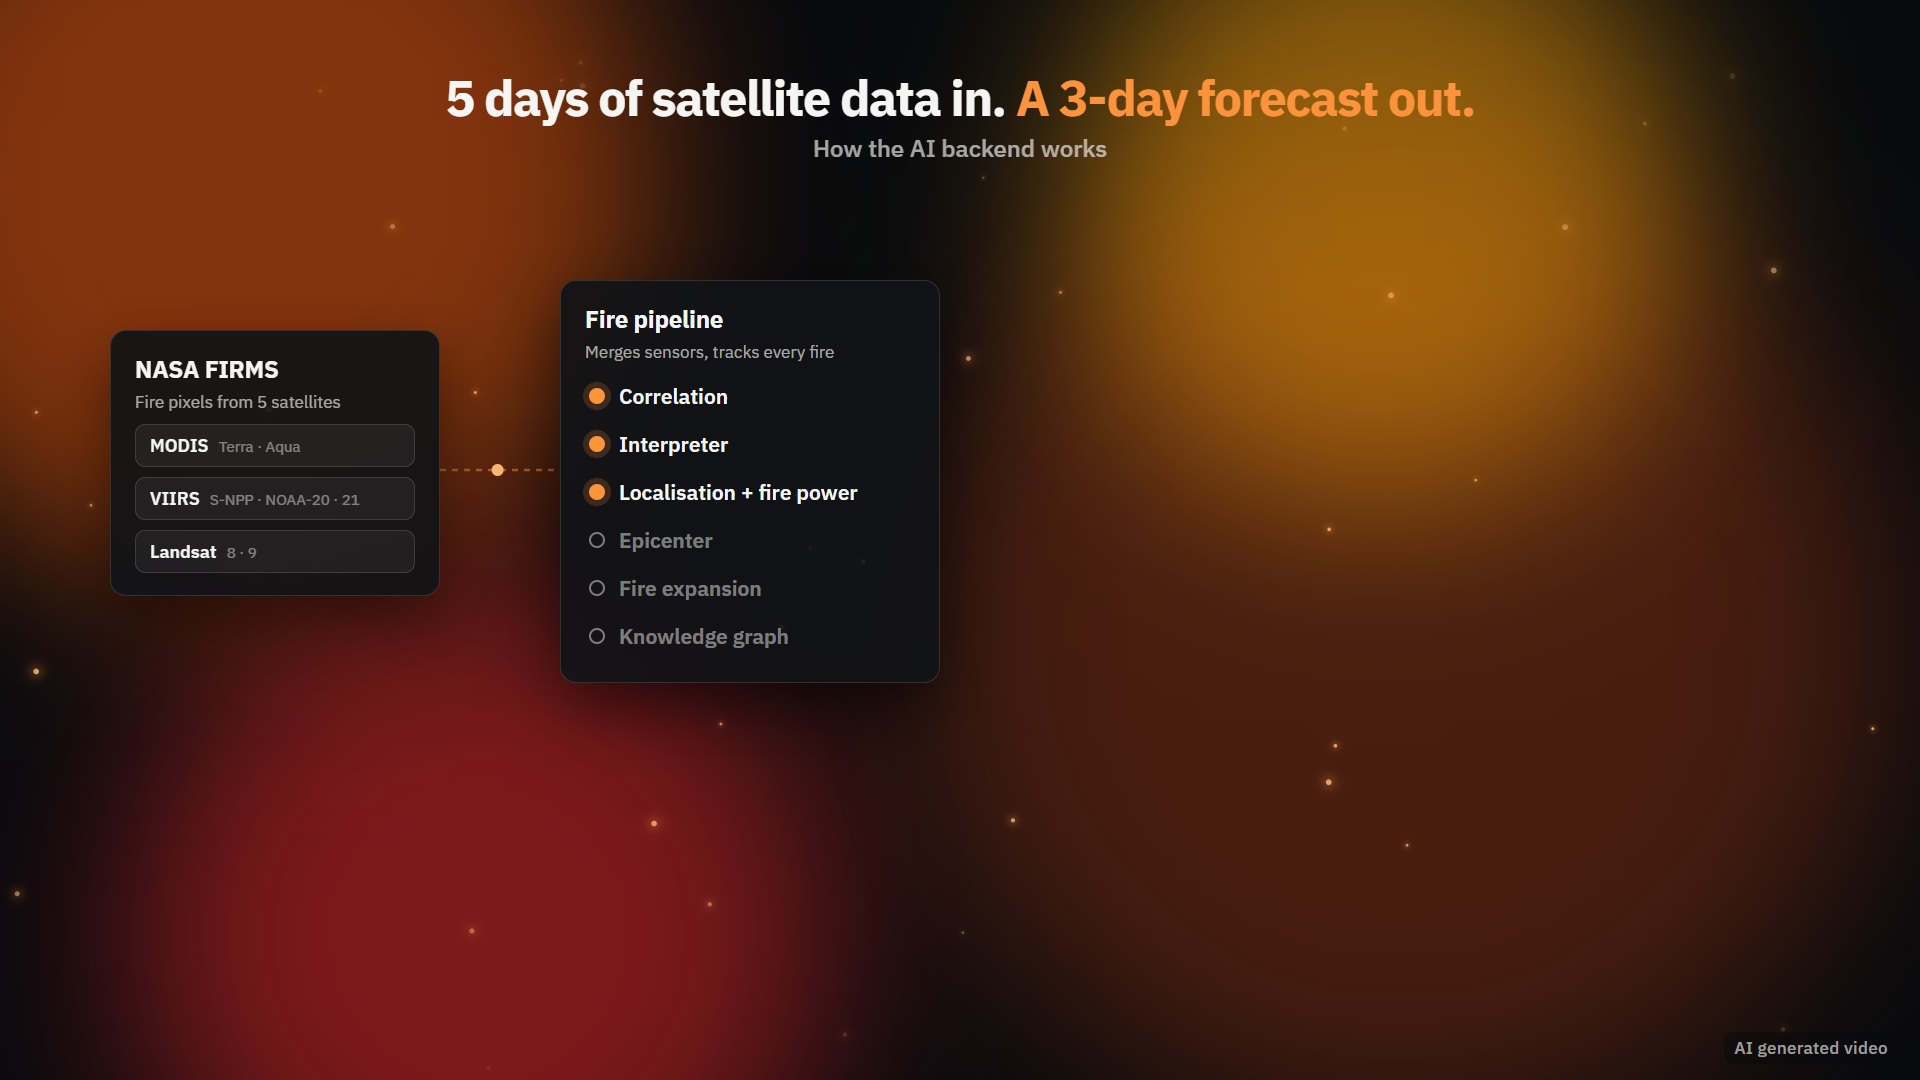 5 days of satellite data in. A 3-day forecast out.
How the AI backend works
NASA FIRMS
Fire pixels from 5 satellites
MODIS Terra · Aqua
VIIRS S-NPP · NOAA-20 · 21
Landsat 8 · 9
Fire pipeline
Merges sensors, tracks every fire
Correlation
Interpreter
Localisation + fire power
Epicenter
Fire expansion
Knowledge graph
AI generated video